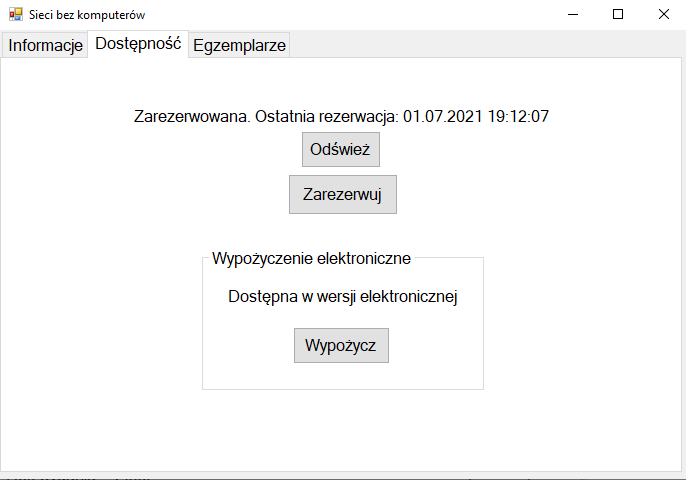 Sieci bez komputerów
Informacje Dostępność Egzemplarze
Zarezerwowana. Ostatnia rezerwacja: 01.07.2021 19:12:07
Odśwież
Zarezerwuj
Wypożyczenie elektroniczne
Dostępna w wersji elektronicznej
Wypożycz